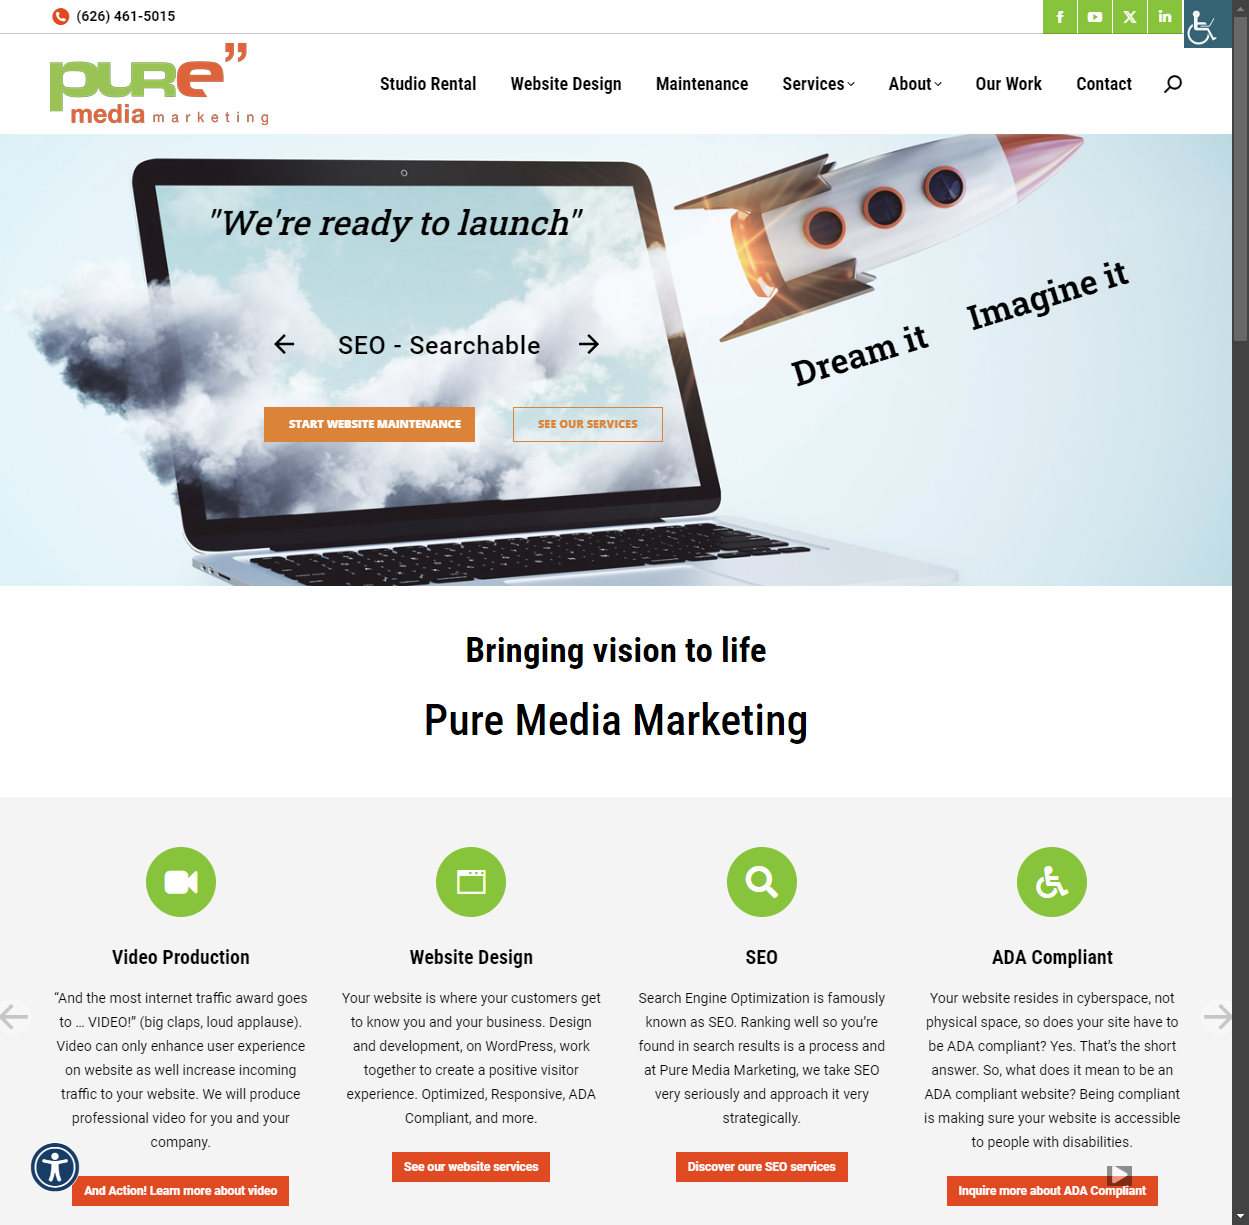 (626) 461-5015
pure”
media marketing
Studio Rental
Website Design
Maintenance
Services
About
Our Work
Contact
"We're ready to launch"
Imagine it
Dream it
SEO - Searchable
START WEBSITE MAINTENANCE
SEE OUR SERVICES
Bringing vision to life
Pure Media Marketing
Video Production
“And the most internet traffic award goes
to … VIDEO!” (big claps, loud applause).
Video can only enhance user experience
on website as well increase incoming
traffic to your website. We will produce
professional video for you and your
company.
And Action! Learn more about video
Website Design
Your website is where your customers get
to know you and your business. Design
and development, on WordPress, work
together to create a positive visitor
experience. Optimized, Responsive, ADA
Compliant, and more.
See our website services
SEO
Search Engine Optimization is famously
known as SEO. Ranking well so you’re
found in search results is a process and
at Pure Media Marketing, we take SEO
very seriously and approach it very
strategically.
Discover oure SEO services
ADA Compliant
Your website resides in cyberspace, not
physical space, so does your site have to
be ADA compliant? Yes. That’s the short
answer. So, what does it mean to be an
ADA compliant website? Being compliant
is making sure your website is accessible
to people with disabilities.
Inquire more about ADA Compliant